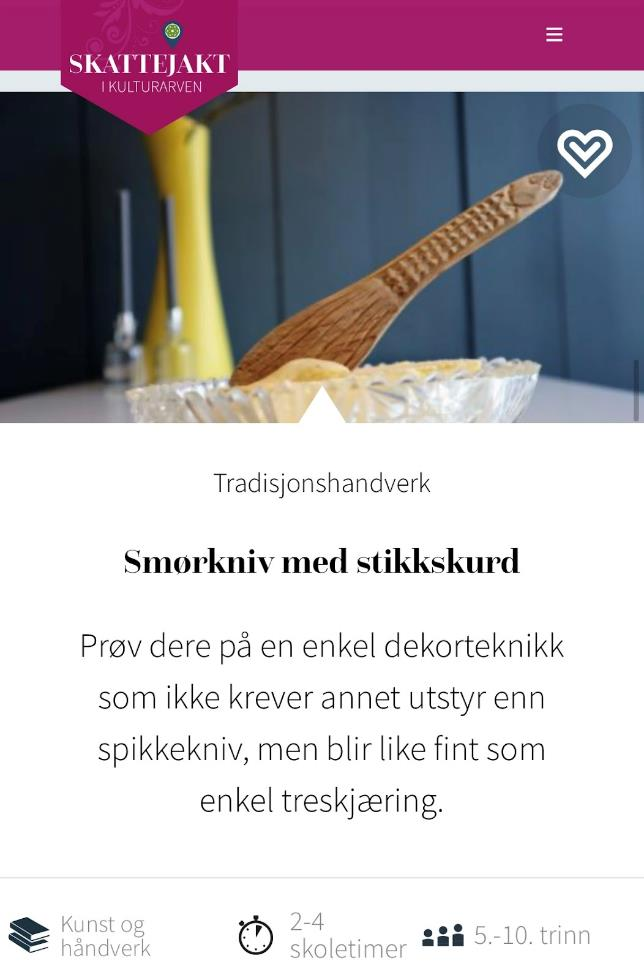 SKATTEJAKT
I KULTURARVEN
Tradisjonshandverk
Smørkniv med stikkskurd
Prøv dere på en enkel dekorteknikk
som ikke krever annet utstyr enn
spikkekniv, men blir like fint som
enkel treskjæring.
Kunst og
håndverk
2-4
skoletimer
5.-10. trinn